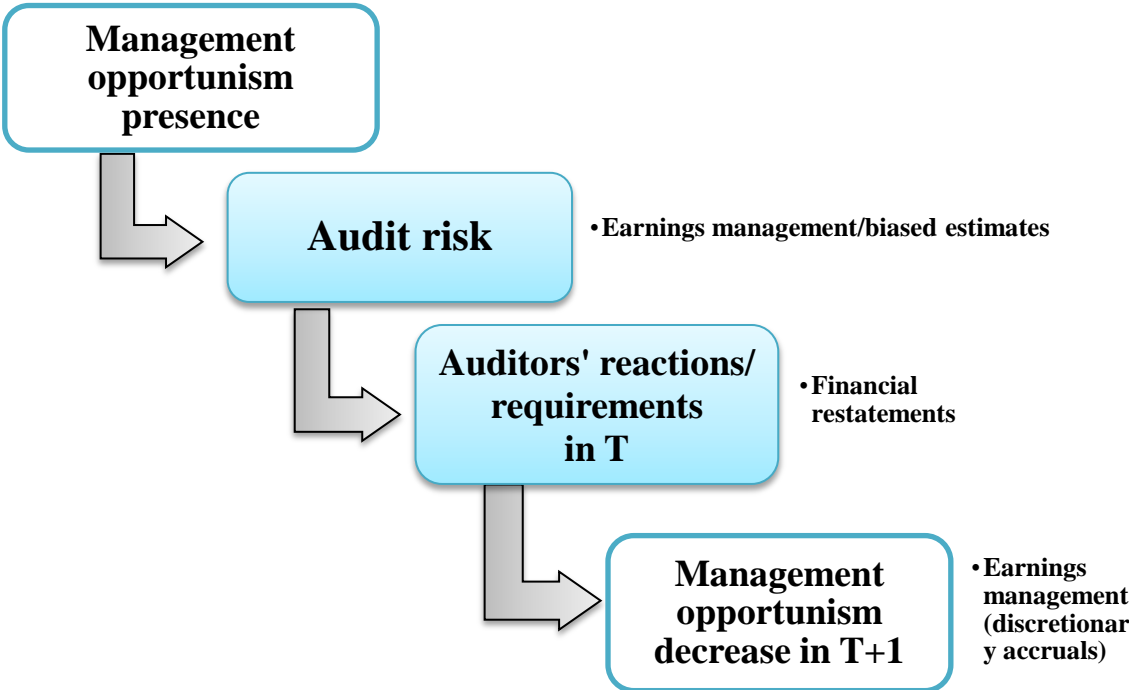 Management
opportunism
presence
Audit risk
•Earnings management/biased estimates
Auditors' reactions/
requirements
in T
•Financial
restatements
Management
opportunism
decrease in T+1
•Earnings
management
(discretionar
y accruals)